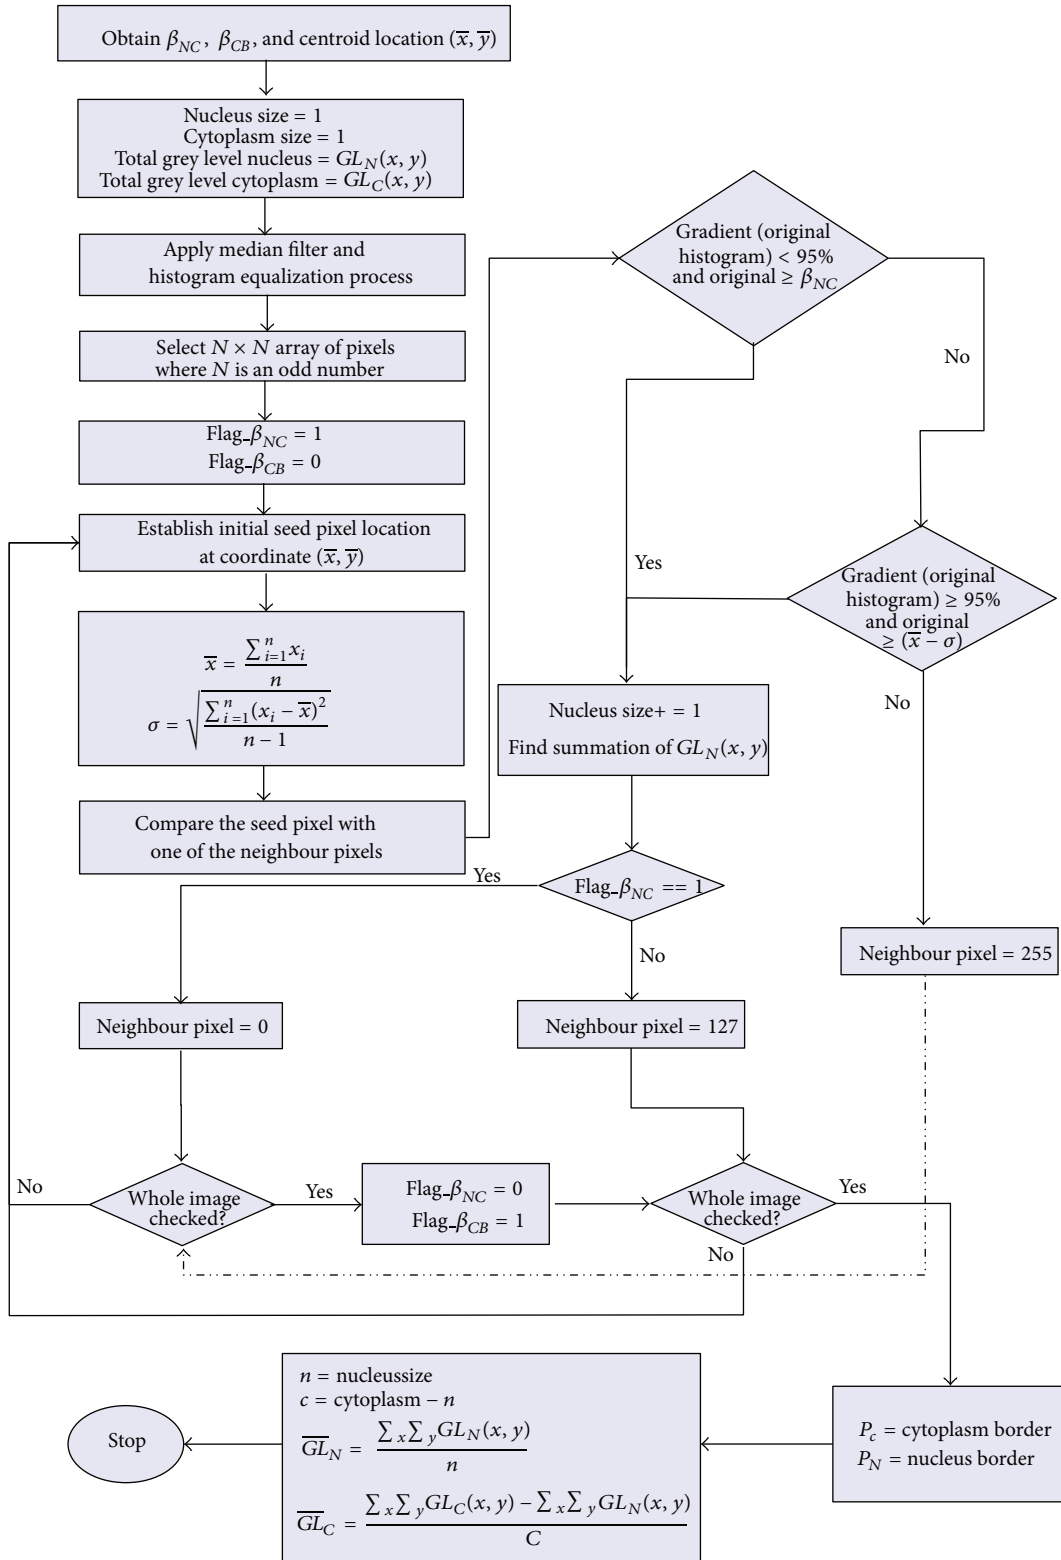 Obtain β_NC, β_CB, and centroid location (x̅, y̅)
Nucleus size = 1
Cytoplasm size = 1
Total grey level nucleus = GL_N(x, y)
Total grey level cytoplasm = GL_C(x, y)
Apply median filter and
histogram equalization process
Select N × N array of pixels
where N is an odd number
Flag_β_NC = 1
Flag_β_CB = 0
Establish initial seed pixel location
at coordinate (x̅, y̅)
x̅ = ∑_{i=1}^{n} x_i / n
σ = √(∑_{i=1}^{n} (x_i − x̅)² / (n − 1))
Compare the seed pixel with
one of the neighbour pixels
Gradient (original
histogram) < 95%
and original ≥ β_NC
No
Yes
Gradient (original
histogram) ≥ 95%
and original
≥ (x̅ − σ)
No
Nucleus size+ = 1
Find summation of GL_N(x, y)
Flag_β_NC == 1
Yes
No
Neighbour pixel = 255
Neighbour pixel = 0
Neighbour pixel = 127
Whole image
checked?
No
Yes
Flag_β_NC = 0
Flag_β_CB = 1
Whole image
checked?
Yes
No
P_c = cytoplasm border
P_N = nucleus border
n = nucleussize
c = cytoplasm − n
G̅L̅_N = ∑_x ∑_y GL_N(x, y) / n
G̅L̅_C = (∑_x ∑_y GL_C(x, y) − ∑_x ∑_y GL_N(x, y)) / C
Stop